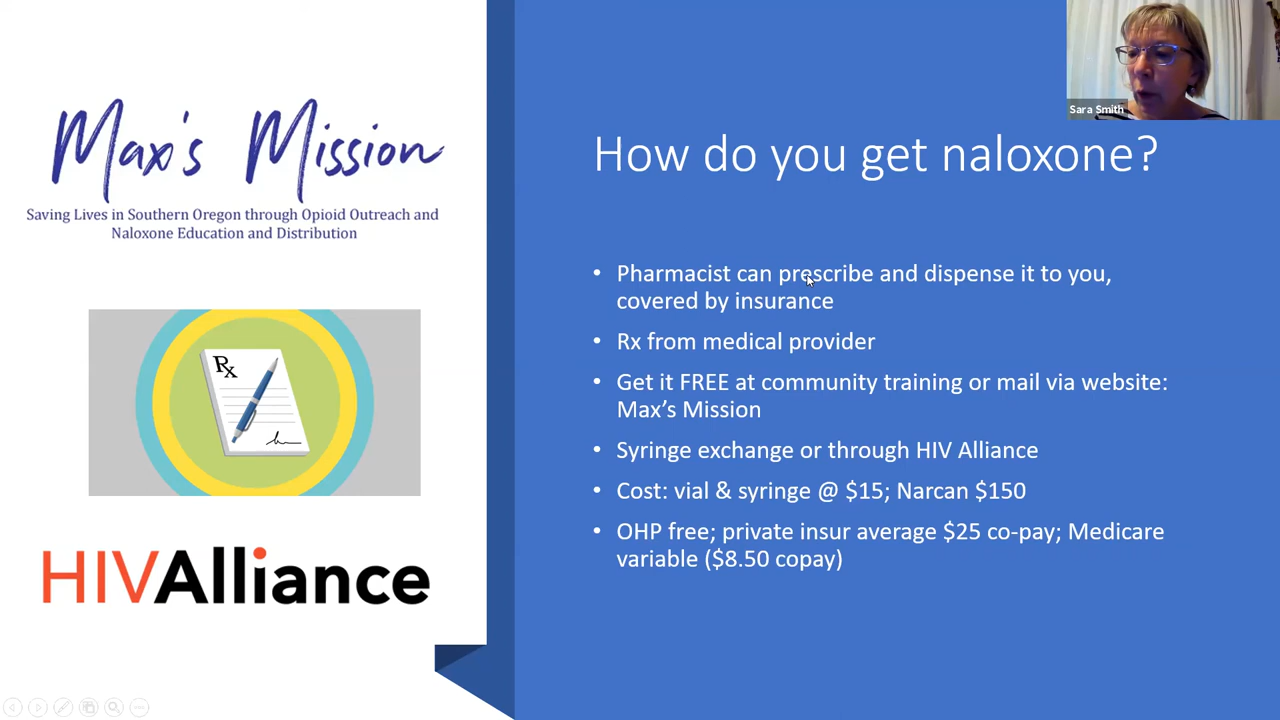 Max's Mission
Saving Lives in Southern Oregon through Opioid Outreach and
Naloxone Education and Distribution
Rx
HIVAlliance
Sara Smith
How do you get naloxone?
• Pharmacist can prescribe and dispense it to you,
covered by insurance
• Rx from medical provider
• Get it FREE at community training or mail via website:
Max's Mission
• Syringe exchange or through HIV Alliance
• Cost: vial & syringe @ $15; Narcan $150
• OHP free; private insur average $25 co-pay; Medicare
variable ($8.50 copay)